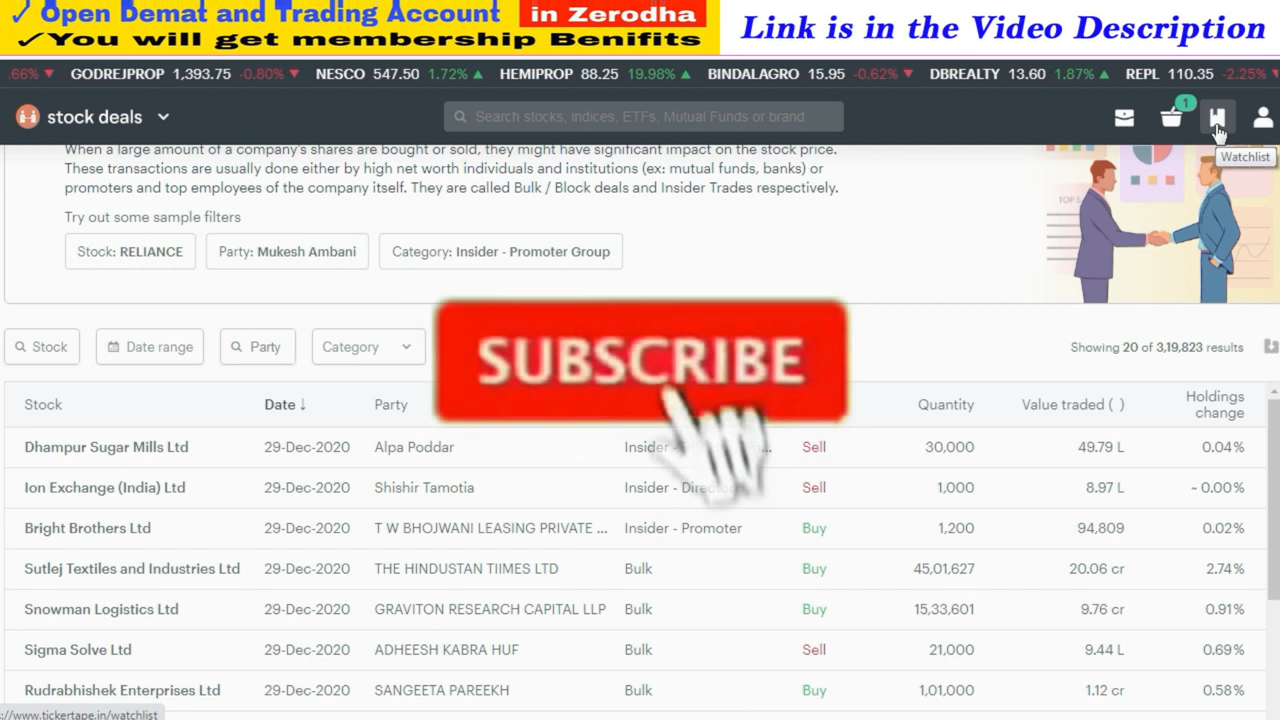 ✓ Open Demat and Trading Account in Zerodha
✓You will get membership Benifits
Link is in the Video Description
.66% ▼ GODREJPROP 1,393.75 -0.80% ▼ NESCO 547.50 1.72% ▲ HEMIPROP 88.25 19.98% ▲ BINDALAGRO 15.95 -0.62% ▼ DBREALTY 13.60 1.87% ▲ REPL 110.35 -2.25% ▼
stock deals
Search stocks, indices, ETFs, Mutual Funds or brand
1
Watchlist
When a large amount of a company's shares are bought or sold, they might have significant impact on the stock price.
These transactions are usually done either by high net worth individuals and institutions (ex: mutual funds, banks) or
promoters and top employees of the company itself. They are called Bulk / Block deals and Insider Trades respectively.
Try out some sample filters
Stock: RELIANCE Party: Mukesh Ambani Category: Insider - Promoter Group
Stock Date range Party Category
SUBSCRIBE
Showing 20 of 3,19,823 results
Stock Date ↓ Party Quantity Value traded ( ) Holdings change
Dhampur Sugar Mills Ltd 29-Dec-2020 Alpa Poddar Insider - ... Sell 30,000 49.79 L 0.04%
Ion Exchange (India) Ltd 29-Dec-2020 Shishir Tamotia Insider - Sell 1,000 8.97 L ~ 0.00%
Bright Brothers Ltd 29-Dec-2020 T W BHOJWANI LEASING PRIVATE ... Insider - Promoter Buy 1,200 94,809 0.02%
Sutlej Textiles and Industries Ltd 29-Dec-2020 THE HINDUSTAN TIIMES LTD Bulk Buy 45,01,627 20.06 cr 2.74%
Snowman Logistics Ltd 29-Dec-2020 GRAVITON RESEARCH CAPITAL LLP Bulk Buy 15,33,601 9.76 cr 0.91%
Sigma Solve Ltd 29-Dec-2020 ADHEESH KABRA HUF Bulk Sell 21,000 9.44 L 0.69%
Rudrabhishek Enterprises Ltd 29-Dec-2020 SANGEETA PAREEKH Bulk Buy 1,01,000 1.12 cr 0.58%
://www.tickertape.in/watchlist